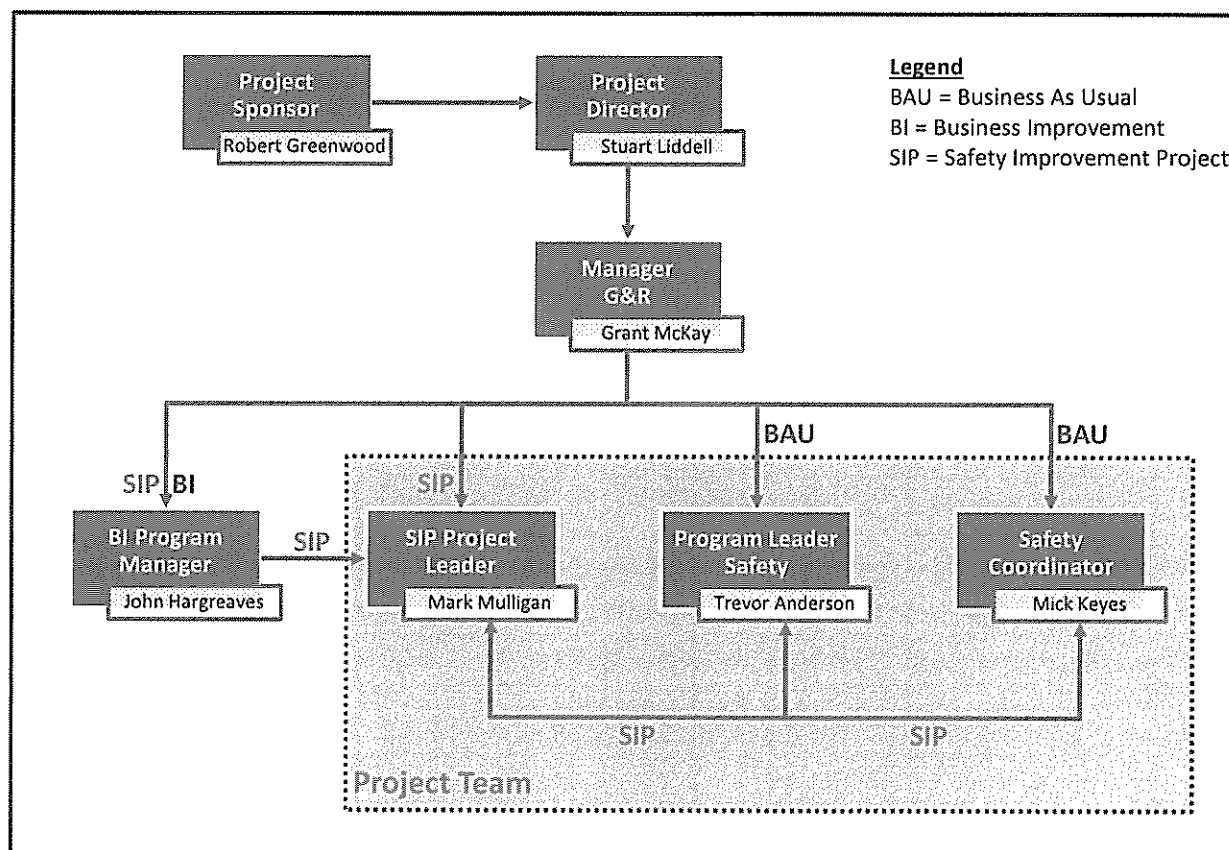 Project
Sponsor
Robert Greenwood
Project
Director
Stuart Liddell
Legend
BAU = Business As Usual
BI = Business Improvement
SIP = Safety Improvement Project
Manager
G&R
Grant McKay
SIP BI
SIP
BAU
BAU
BI Program
Manager
John Hargreaves
SIP
SIP Project
Leader
Mark Mulligan
Program Leader
Safety
Trevor Anderson
Safety
Coordinator
Mick Keyes
SIP
SIP
Project Team